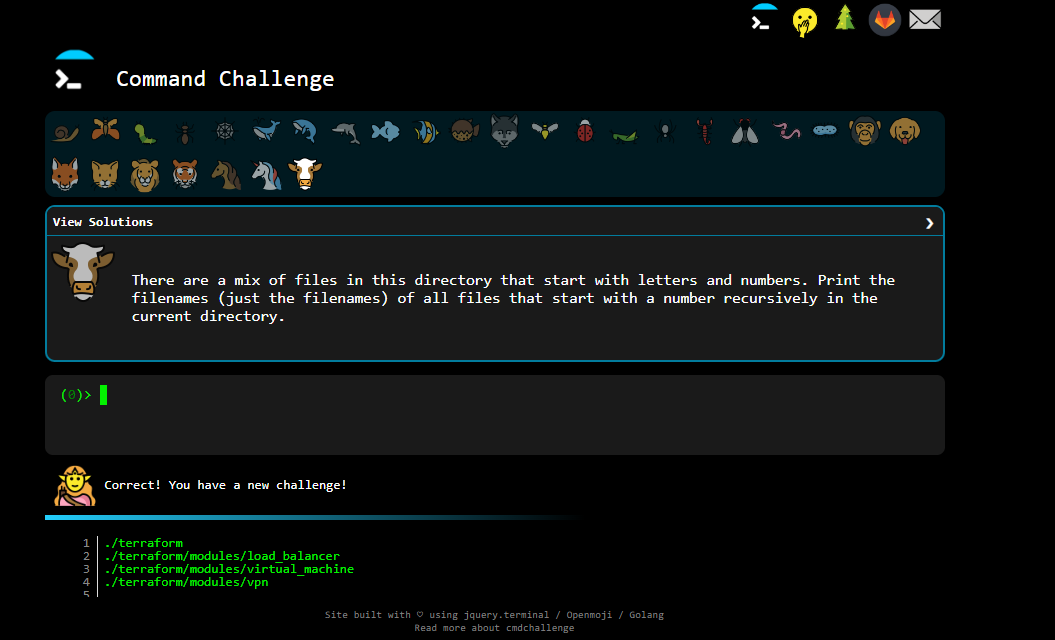 Command Challenge
View Solutions
There are a mix of files in this directory that start with letters and numbers. Print the
filenames (just the filenames) of all files that start with a number recursively in the
current directory.
(0)>
Correct! You have a new challenge!
1 ./terraform
2 ./terraform/modules/load_balancer
3 ./terraform/modules/virtual_machine
4 ./terraform/modules/vpn
5
Site built with ♡ using jquery.terminal / Openmoji / Golang
Read more about cmdchallenge